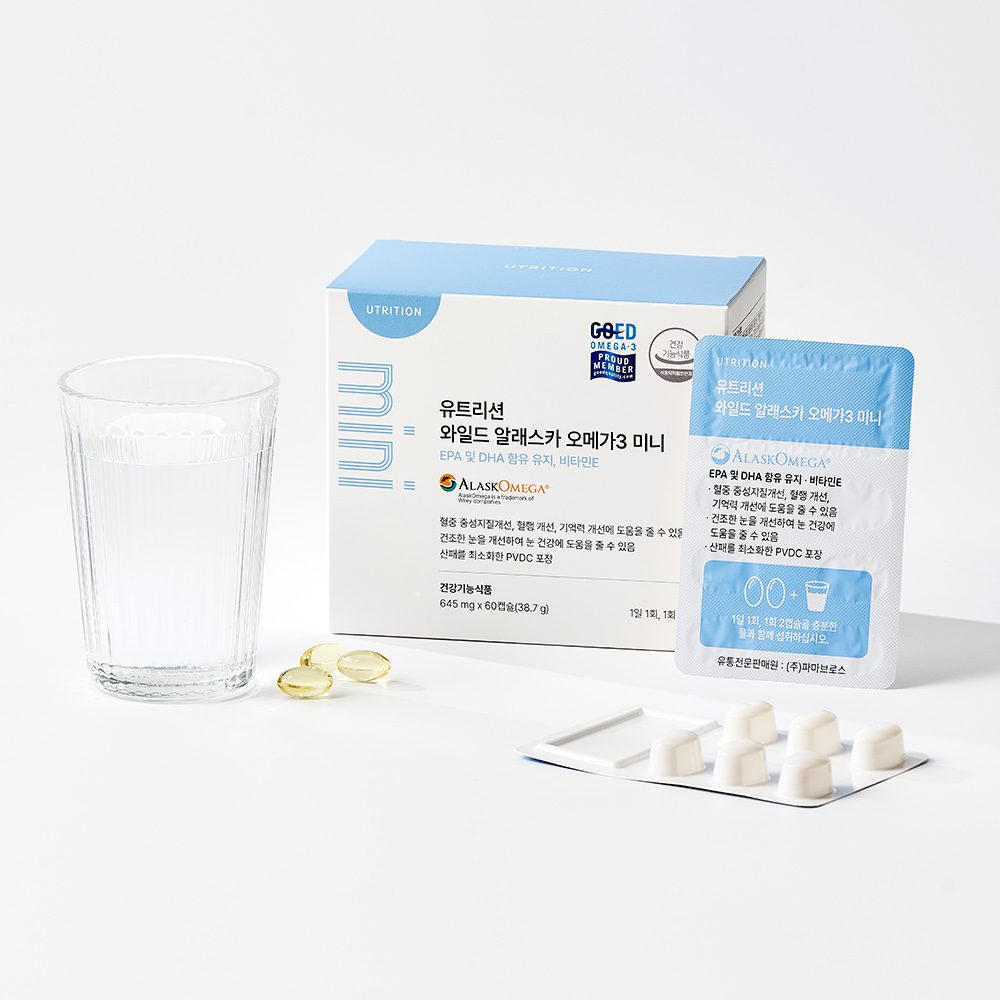 UTRITION
UTRITION
mini
GOED
OMEGA-3
PROUD
MEMBER
goedquality.com
건강
기능식품
유트리션
와일드 알래스카 오메가3 미니
EPA 및 DHA 함유 유지, 비타민E
ALASKOMEGA®
AlaskOmega is a trademark of
Wiley companies
혈중 중성지질개선, 혈행 개선, 기억력 개선에 도움을 줄 수 있음
건조한 눈을 개선하여 눈 건강에 도움을 줄 수 있음
산패를 최소화한 PVDC 포장
건강기능식품
645 mg x 60캡슐(38.7 g)
1일 1회, 1회
UTRITION
유트리션
와일드 알래스카 오메가3 미니
ALASKOMEGA®
EPA 및 DHA 함유 유지 · 비타민E
· 혈중 중성지질개선, 혈행 개선,
기억력 개선에 도움을 줄 수 있음
· 건조한 눈을 개선하여 눈 건강에
도움을 줄 수 있음
· 산패를 최소화한 PVDC 포장
+
1일 1회, 1회 2캡슐을 충분한
물과 함께 섭취하십시오.
유통전문판매원 : (주)파마브로스